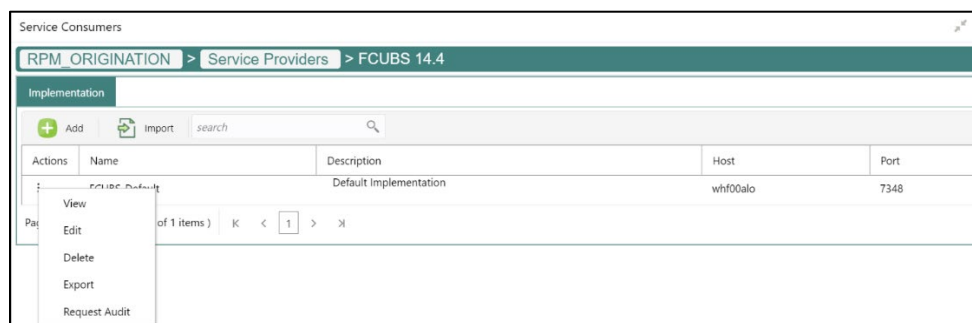 Service Consumers
RPM_ORIGINATION > Service Providers > FCUBS 14.4
Implementation
Add Import search
Actions Name Description Host Port
Default Implementation whf00alo 7348
View
of 1 items ) K < 1 > >|
Edit
Delete
Export
Request Audit